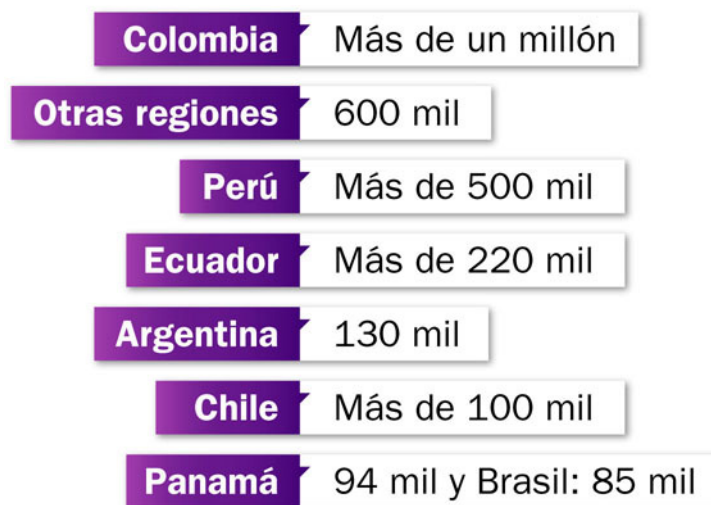 Colombia Más de un millón
Otras regiones 600 mil
Perú Más de 500 mil
Ecuador Más de 220 mil
Argentina 130 mil
Chile Más de 100 mil
Panamá 94 mil y Brasil: 85 mil